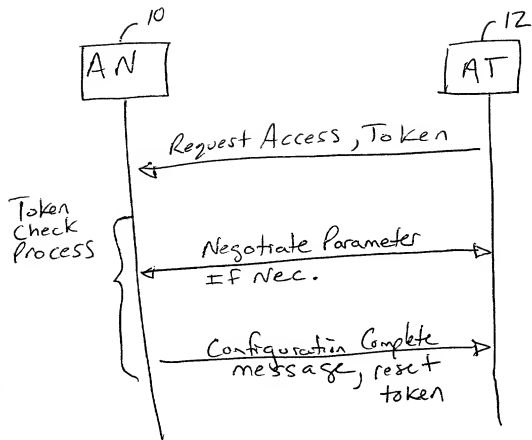 10
12
AN
AT
Request Access, Token
Token
Check
Process
Negotiate Parameter
If Nec.
Configuration Complete
message, reset
token